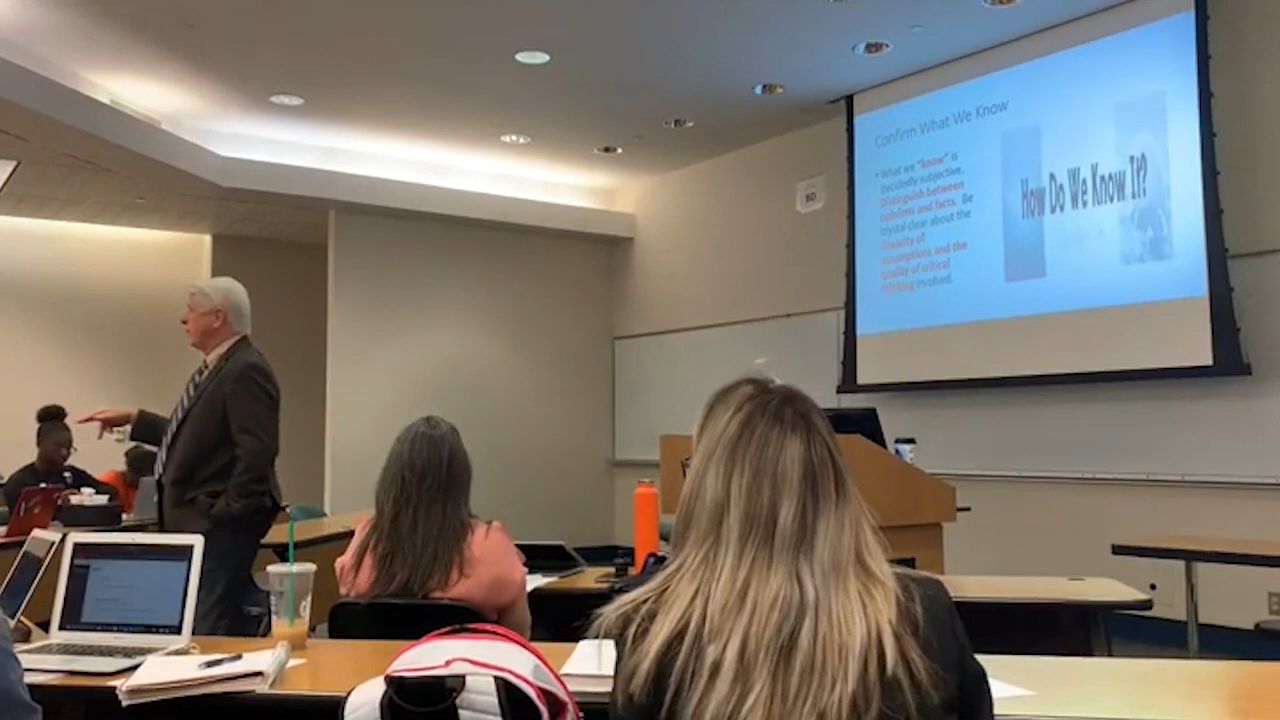 Confirm What We Know
• What we "know" is
decidedly subjective.
Distinguish between
opinions and facts. Be
crystal clear about the
of
assumptions and the
quality of critical
thinking involved.
How Do We Know It?